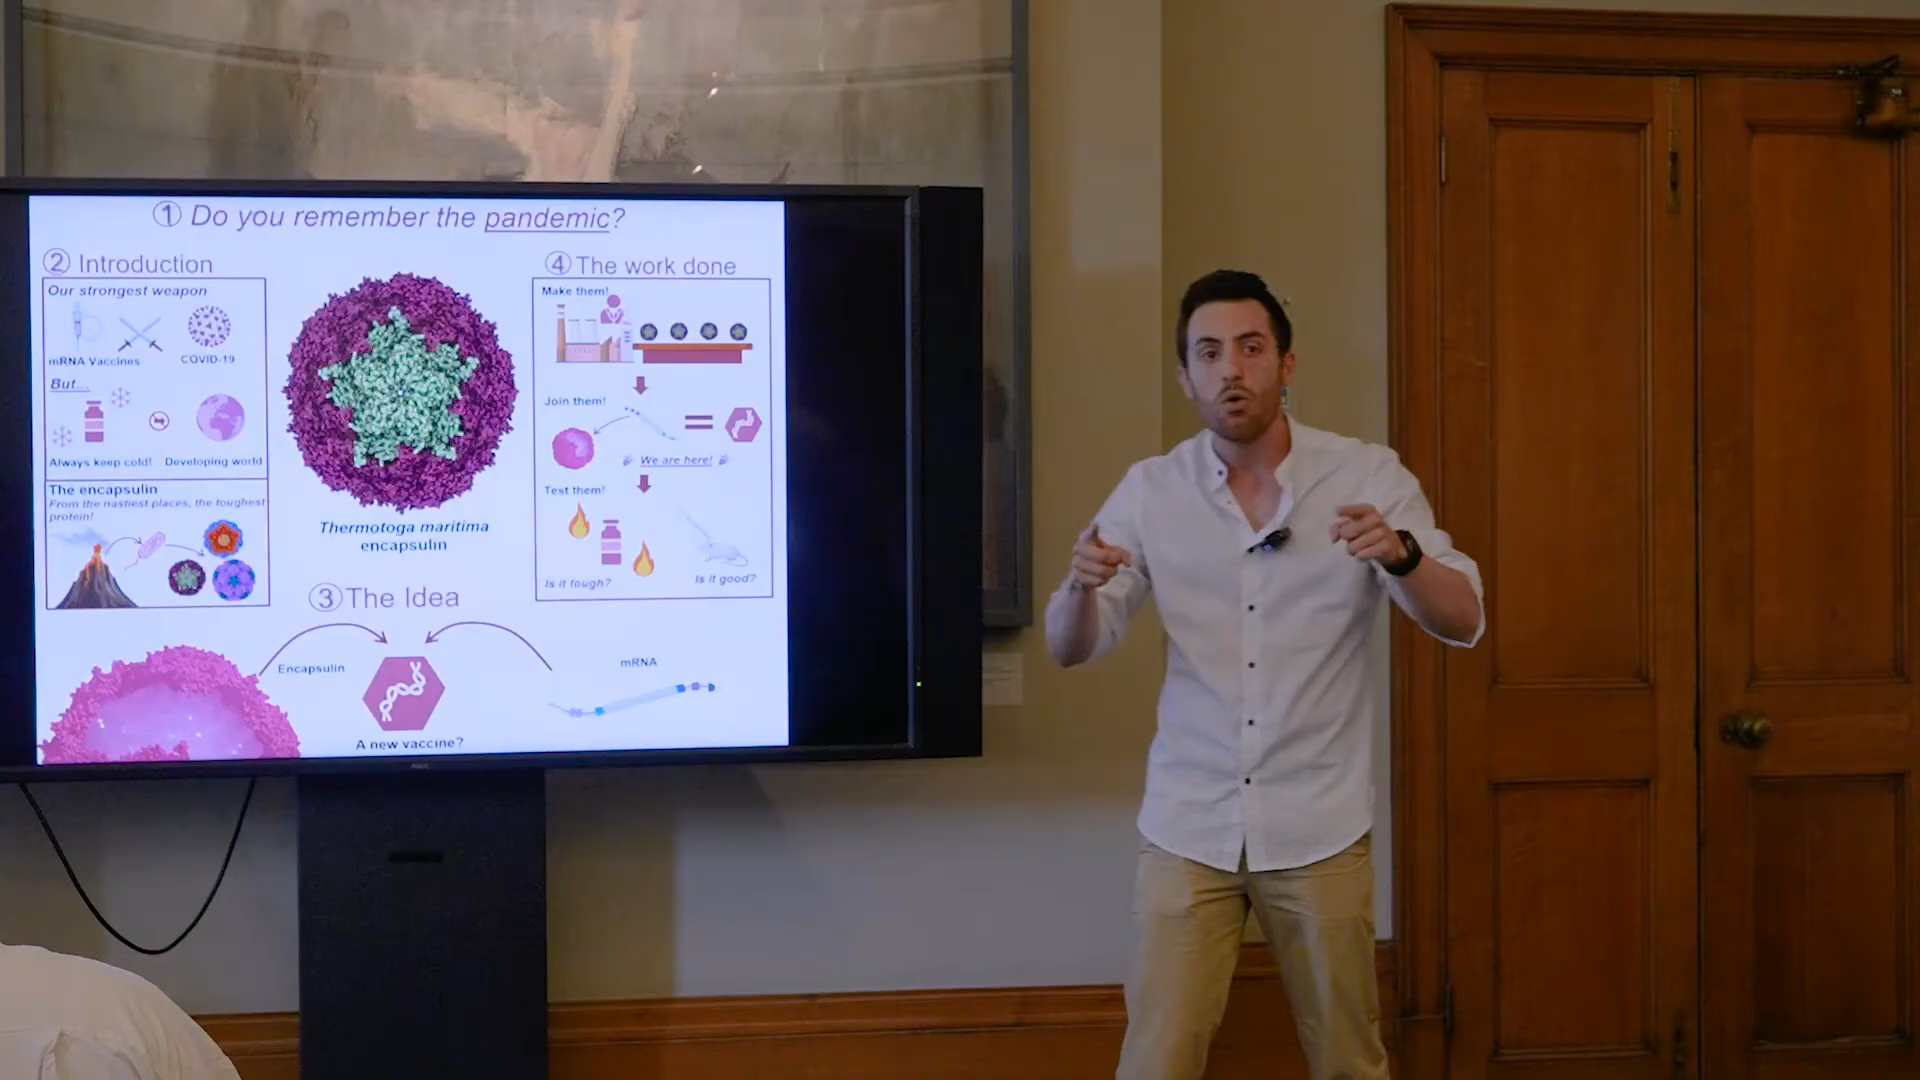 ① Do you remember the pandemic?
② Introduction
Our strongest weapon
mRNA Vaccines
COVID-19
But...
Always keep cold!
Developing world
The encapsulin
From the nastiest places, the toughest
protein!
Thermotoga maritima
encapsulin
③ The Idea
Encapsulin
mRNA
A new vaccine?
④ The work done
Make them!
Join them!
We are here!
Test them!
Is it tough?
Is it good?
NEC